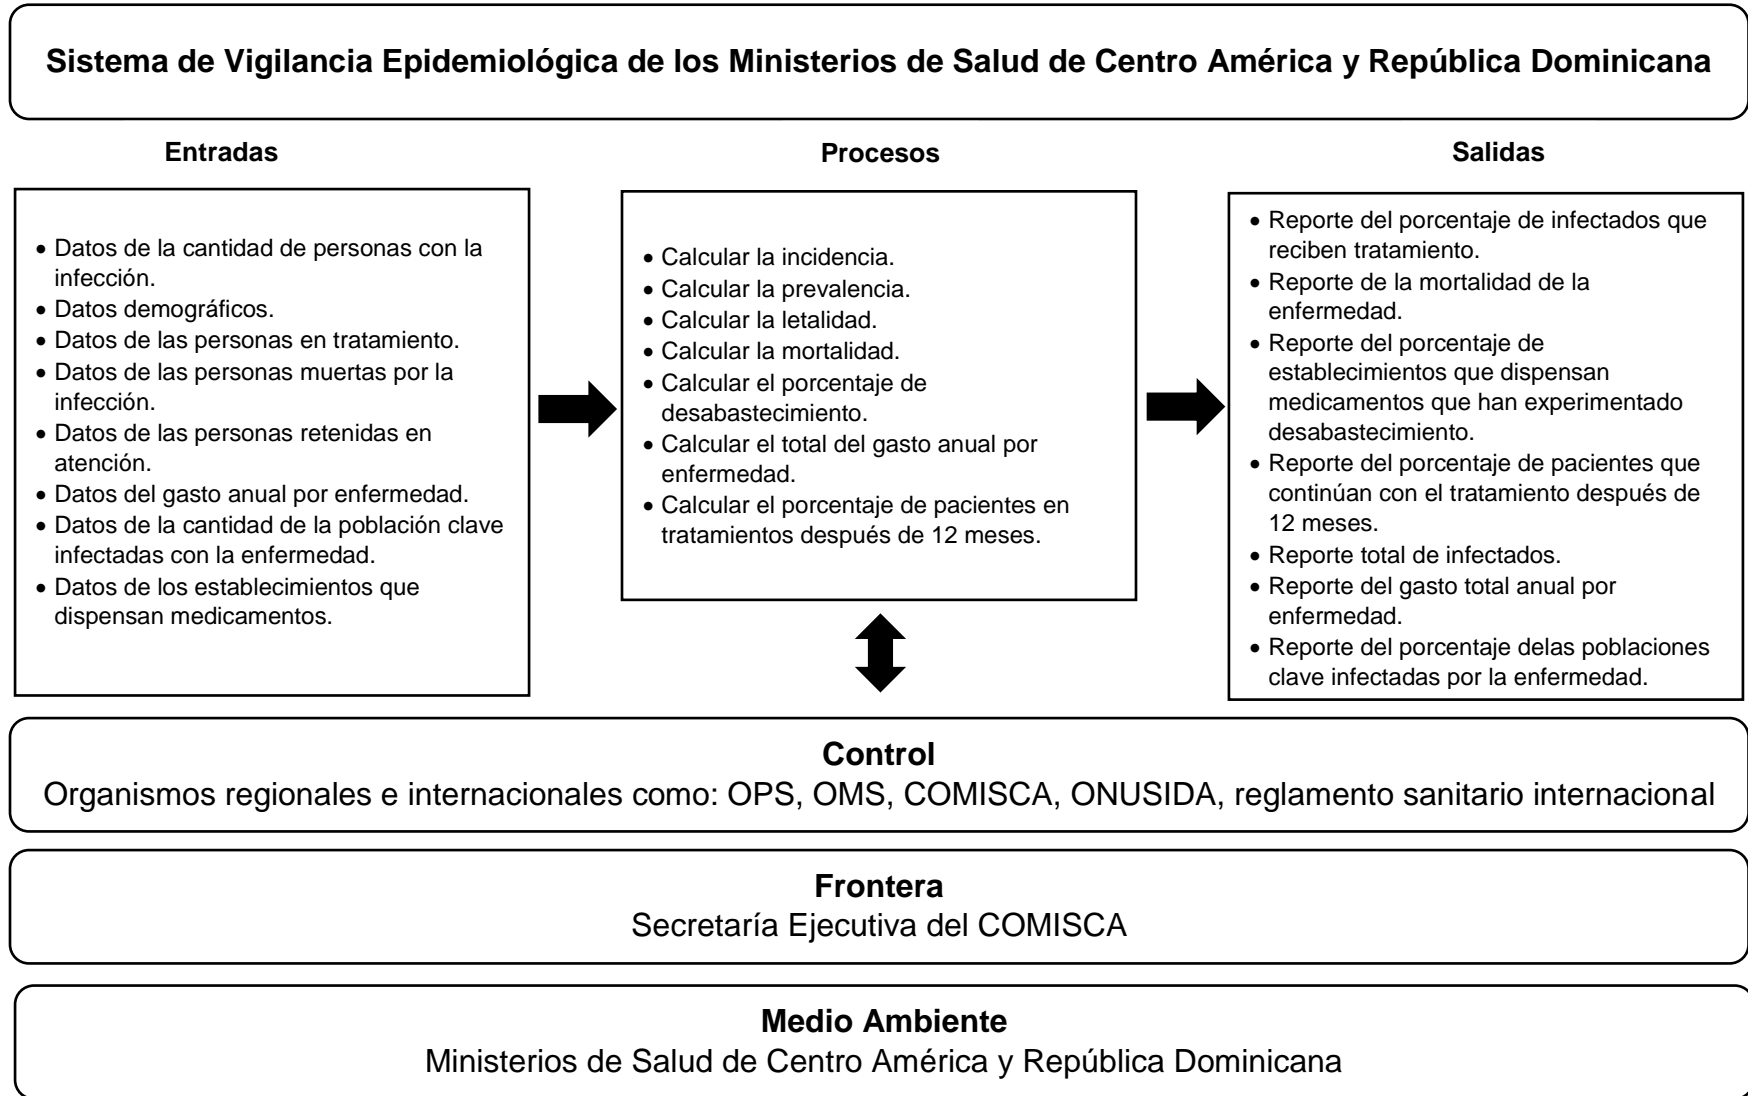 Sistema de Vigilancia Epidemiológica de los Ministerios de Salud de Centro América y República Dominicana
Entradas
• Datos de la cantidad de personas con la
infección.
• Datos demográficos.
• Datos de las personas en tratamiento.
• Datos de las personas muertas por la
infección.
• Datos de las personas retenidas en
atención.
• Datos del gasto anual por enfermedad.
• Datos de la cantidad de la población clave
infectadas con la enfermedad.
• Datos de los establecimientos que
dispensan medicamentos.
Procesos
• Calcular la incidencia.
• Calcular la prevalencia.
• Calcular la letalidad.
• Calcular la mortalidad.
• Calcular el porcentaje de
desabastecimiento.
• Calcular el total del gasto anual por
enfermedad.
• Calcular el porcentaje de pacientes en
tratamientos después de 12 meses.
Salidas
• Reporte del porcentaje de infectados que
reciben tratamiento.
• Reporte de la mortalidad de la
enfermedad.
• Reporte del porcentaje de
establecimientos que dispensan
medicamentos que han experimentado
desabastecimiento.
• Reporte del porcentaje de pacientes que
continúan con el tratamiento después de
12 meses.
• Reporte total de infectados.
• Reporte del gasto total anual por
enfermedad.
• Reporte del porcentaje delas poblaciones
clave infectadas por la enfermedad.
Control
Organismos regionales e internacionales como: OPS, OMS, COMISCA, ONUSIDA, reglamento sanitario internacional
Frontera
Secretaría Ejecutiva del COMISCA
Medio Ambiente
Ministerios de Salud de Centro América y República Dominicana